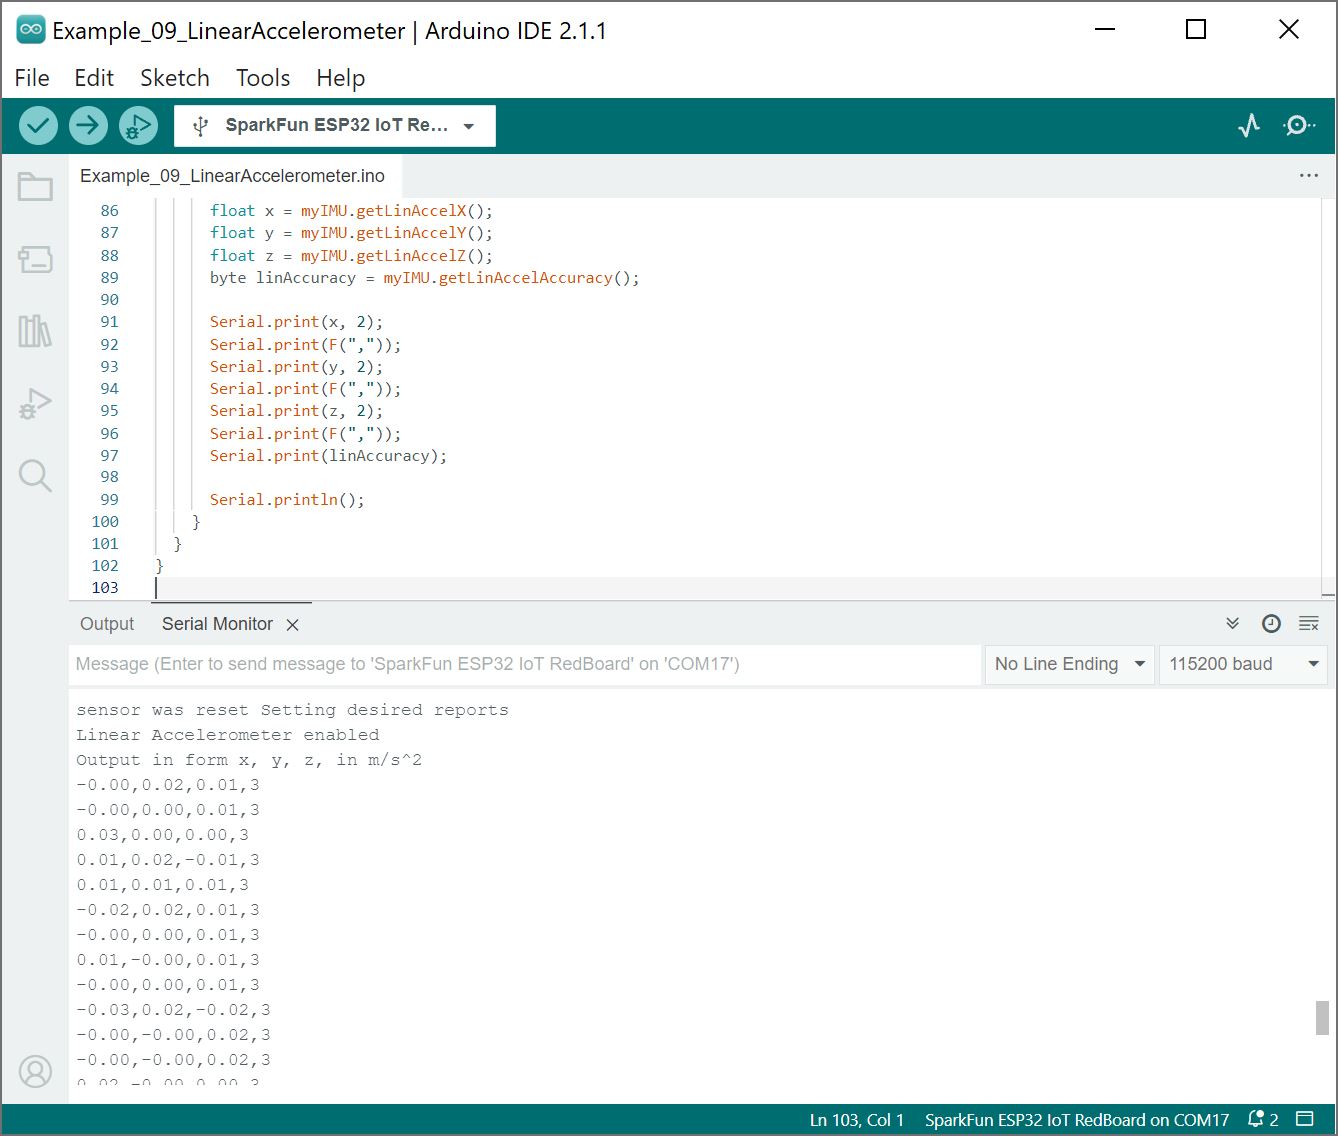 Example_09_LinearAccelerometer | Arduino IDE 2.1.1
File Edit Sketch Tools Help
SparkFun ESP32 IoT Re...
Example_09_LinearAccelerometer.ino
86 float x = myIMU.getLinAccelX();
87 float y = myIMU.getLinAccelY();
88 float z = myIMU.getLinAccelZ();
89 byte linAccuracy = myIMU.getLinAccelAccuracy();
90
91 Serial.print(x, 2);
92 Serial.print(F(","));
93 Serial.print(y, 2);
94 Serial.print(F(","));
95 Serial.print(z, 2);
96 Serial.print(F(","));
97 Serial.print(linAccuracy);
98
99 Serial.println();
100 }
101 }
102 }
103
Output Serial Monitor
Message (Enter to send message to 'SparkFun ESP32 IoT RedBoard' on 'COM17') No Line Ending 115200 baud
sensor was reset Setting desired reports
Linear Accelerometer enabled
Output in form x, y, z, in m/s^2
-0.00,0.02,0.01,3
-0.00,0.00,0.01,3
0.03,0.00,0.00,3
0.01,0.02,-0.01,3
0.01,0.01,0.01,3
-0.02,0.02,0.01,3
-0.00,0.00,0.01,3
0.01,-0.00,0.01,3
-0.00,0.00,0.01,3
-0.03,0.02,-0.02,3
-0.00,-0.00,0.02,3
-0.00,-0.00,0.02,3
Ln 103, Col 1 SparkFun ESP32 IoT RedBoard on COM17 2